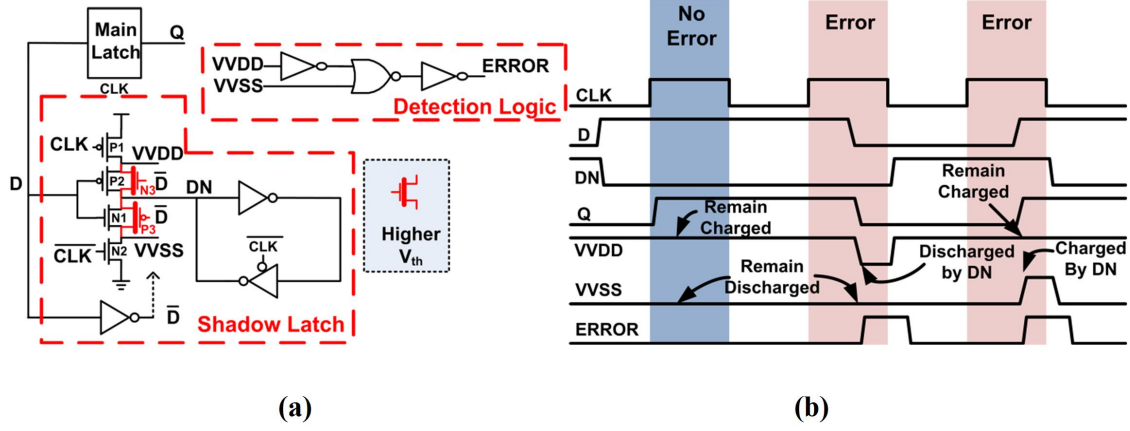 Main
Latch
Q
CLK
VVDD
VVSS
ERROR
Detection Logic
CLK
P1
VVDD
D
P2
N3
D
DN
N1
P3
D
CLK
N2
VVSS
CLK
D
Shadow Latch
Higher
Vth
(a)
No
Error
Error
Error
CLK
D
DN
Q
VVDD
VVSS
ERROR
Remain
Charged
Remain
Charged
Discharged
by DN
Charged
By DN
Remain
Discharged
(b)